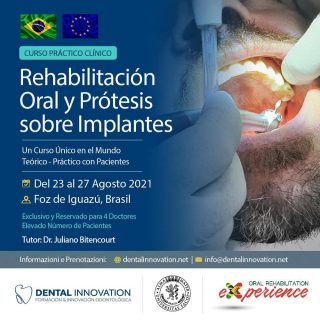 CURSO PRÁCTICO CLÍNICO
Rehabilitación
Oral y Prótesis
sobre Implantes
Un Curso Único en el Mundo
Teórico - Práctico con Pacientes
Del 23 al 27 Agosto 2021
Foz de Iguazú, Brasil
Exclusivo y Reservado para 4 Doctores
Elevado Número de Pacientes
Tutor: Dr. Juliano Bitencourt
Informazioni e Prenotazioni: dentalinnovation.net info@dentalinnovation.net
DENTAL INNOVATION
FORMACIÓN & INNOVACIÓN ODONTOLÓGICA
ORAL REHABILITATION
eXperience